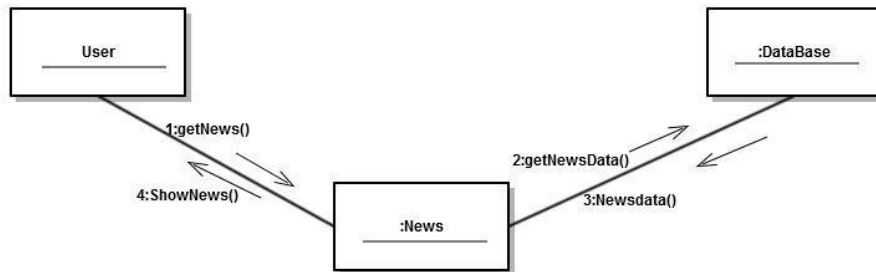 User
:DataBase
1:getNews()
2:getNewsData()
4:ShowNews()
3:Newsdata()
:News